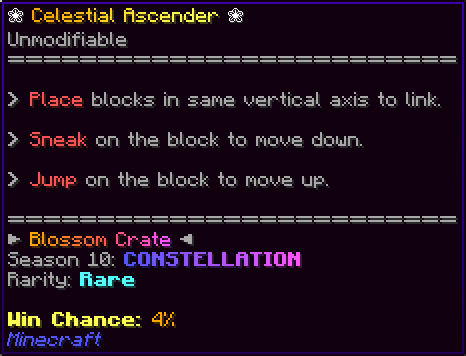 ❀ Celestial Ascender ❀
Unmodifiable
============================
> Place blocks in same vertical axis to link.
> Sneak on the block to move down.
> Jump on the block to move up.
============================
► Blossom Crate ◄
Season 10: CONSTELLATION
Rarity: Rare
Win Chance: 4%
Minecraft